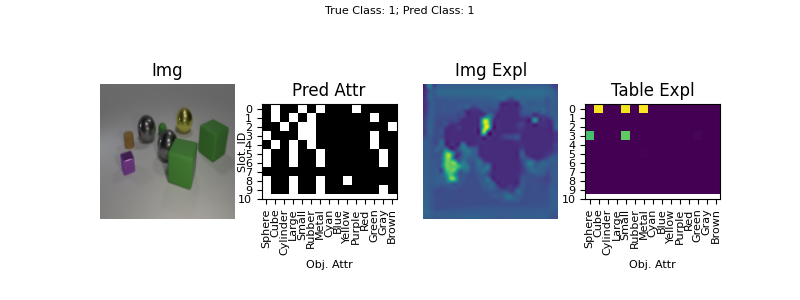 True Class: 1; Pred Class: 1
Img
Pred Attr
Img Expl
Table Expl
Slot. ID
0
1
2
3
4
5
6
7
8
9
10
Sphere
Cube
Cylinder
Large
Small
Rubber
Metal
Cyan
Blue
Yellow
Purple
Red
Green
Gray
Brown
Obj. Attr
0
1
2
3
4
5
6
7
8
9
10
Sphere
Cube
Cylinder
Large
Small
Rubber
Metal
Cyan
Blue
Yellow
Purple
Red
Green
Gray
Brown
Obj. Attr